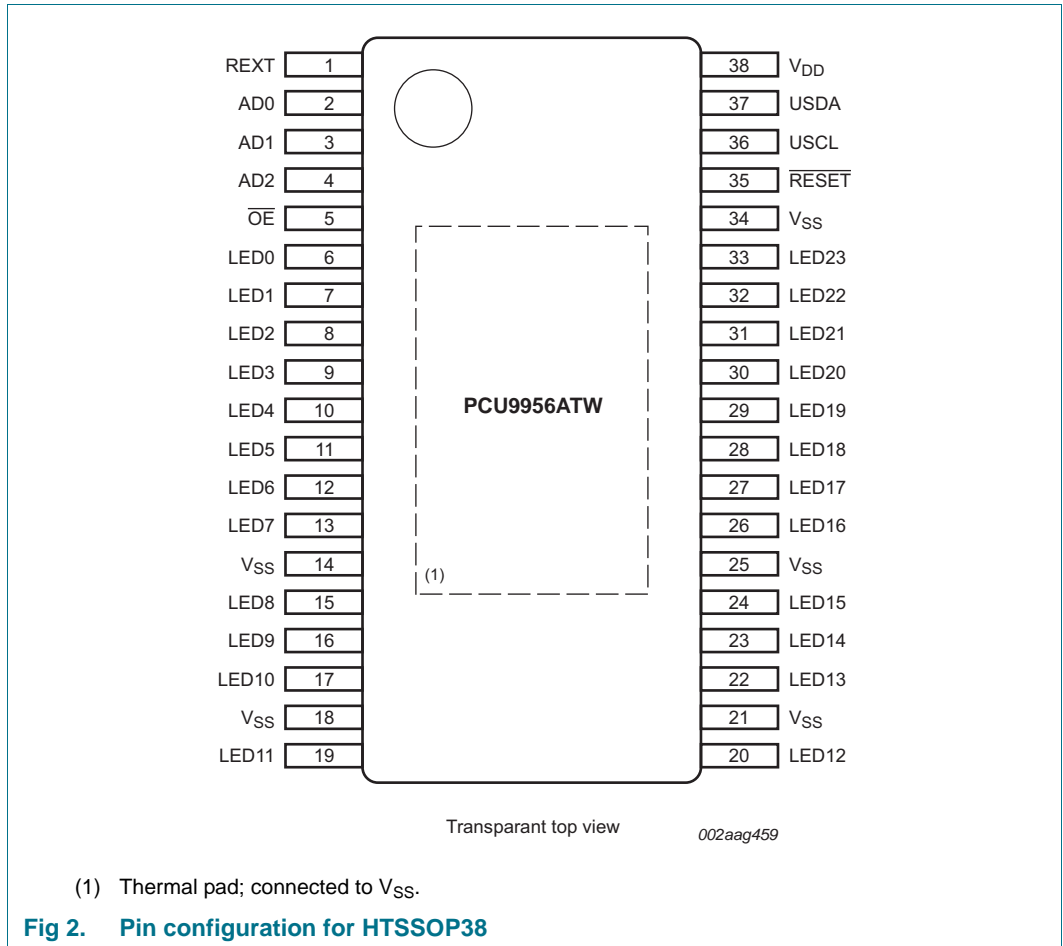 REXT 1 38 VDD
AD0 2 37 USDA
AD1 3 36 USCL
AD2 4 35 RESET
OE 5 34 VSS
LED0 6 33 LED23
LED1 7 32 LED22
LED2 8 31 LED21
LED3 9 30 LED20
LED4 10 PCU9956ATW 29 LED19
LED5 11 28 LED18
LED6 12 27 LED17
LED7 13 26 LED16
VSS 14 (1) 25 VSS
LED8 15 24 LED15
LED9 16 23 LED14
LED10 17 22 LED13
VSS 18 21 VSS
LED11 19 20 LED12
Transparant top view 002aag459
(1) Thermal pad; connected to VSS.
Fig 2. Pin configuration for HTSSOP38